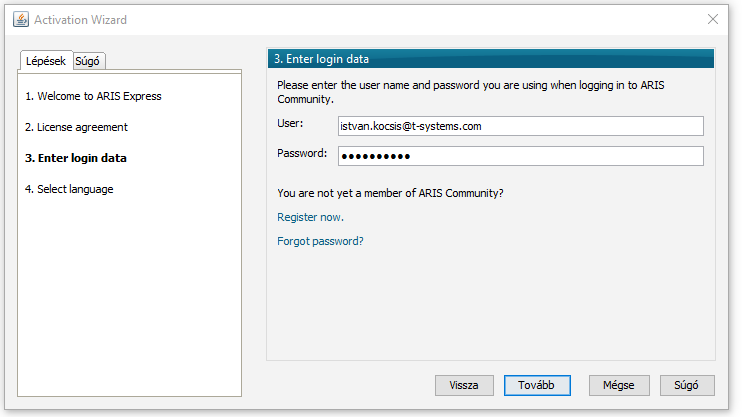 Activation Wizard
Lépések
Súgó
1. Welcome to ARIS Express
2. License agreement
3. Enter login data
4. Select language
3. Enter login data
Please enter the user name and password you are using when logging in to ARIS
Community.
User:
istvan.kocsis@t-systems.com
Password:
●●●●●●●●●●
You are not yet a member of ARIS Community?
Register now.
Forgot password?
Vissza
Tovább
Mégse
Súgó